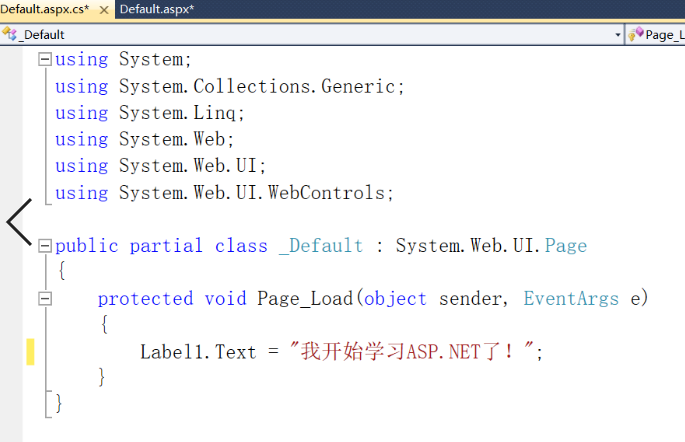 Default.aspx.cs* Default.aspx*
_Default Page_L
using System;
using System.Collections.Generic;
using System.Linq;
using System.Web;
using System.Web.UI;
using System.Web.UI.WebControls;
public partial class _Default : System.Web.UI.Page
{
protected void Page_Load(object sender, EventArgs e)
{
Label1.Text = "我开始学习ASP.NET了！";
}
}